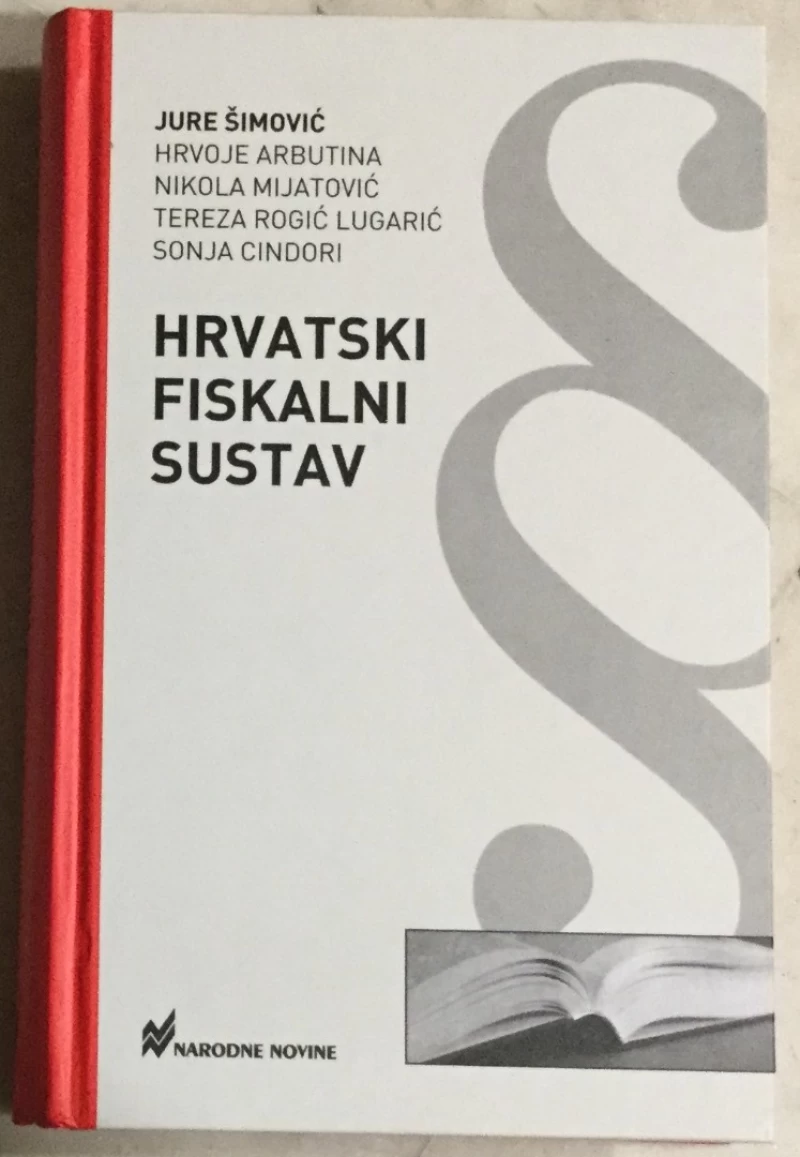 JURE ŠIMOVIĆ
HRVOJE ARBUTINA
NIKOLA MIJATOVIĆ
TEREZA ROGIĆ LUGARIĆ
SONJA CINDORI
HRVATSKI
FISKALNI
SUSTAV
§
NARODNE NOVINE